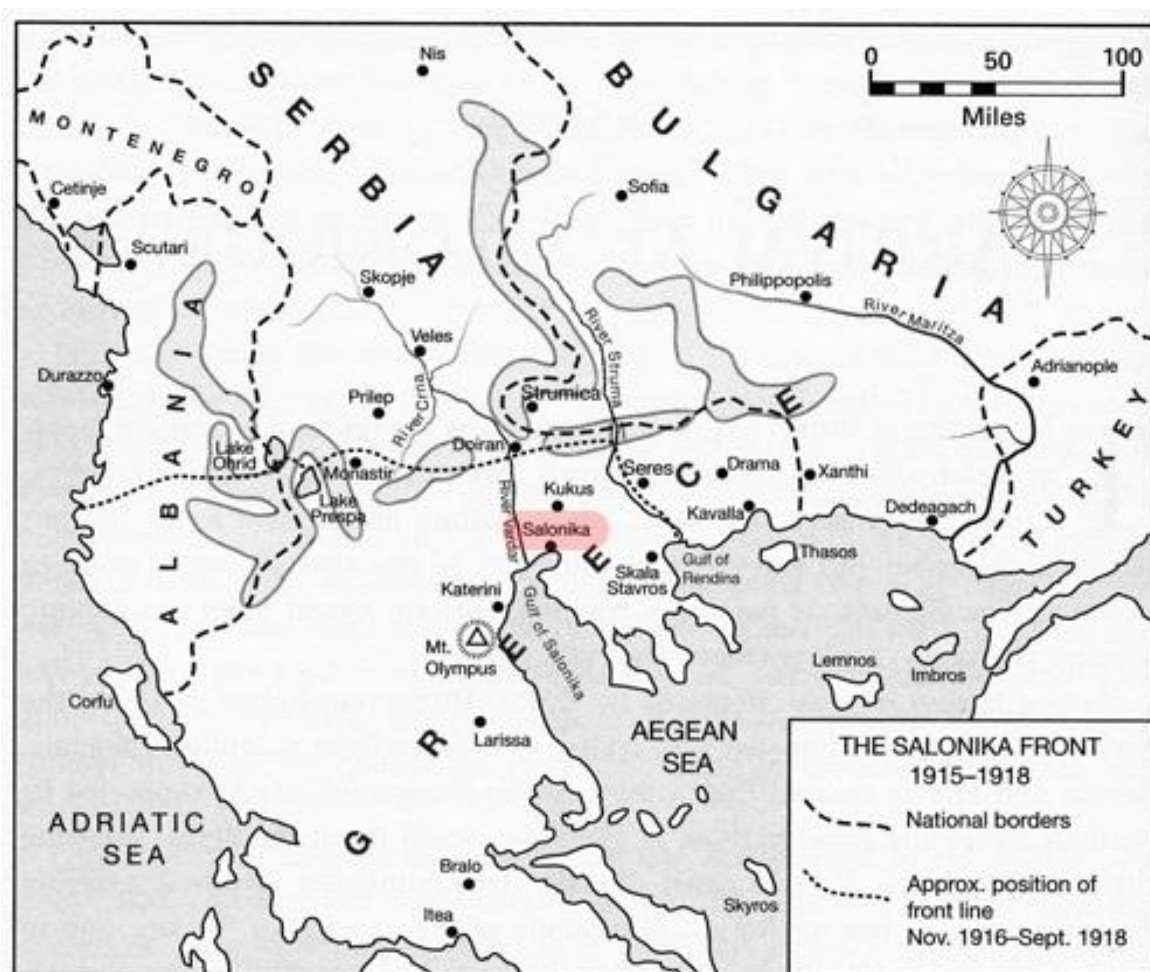 Nis
0 50 100
Miles
SERBIA
BULGARIA
MONTENEGRO
Cetinje
Sofia
Scutari
Skopje
Philippopolis
River Maritza
Veles
River Struma
Adrianople
Durazzo
Prilep
River Crna
Strumica
TURKEY
ALBANIA
Lake
Ohrid
Monastir
Doiran
Lake
Prespa
Seres
Drama
Xanthi
Kukus
Kavalla
Dedeagach
River Vardar
Salonika
Skala
Stavros
Gulf of
Rendina
Thasos
Katerini
Gulf of Salonika
Mt.
Olympus
Lemnos
Imbros
Corfu
Larissa
AEGEAN
SEA
GREECE
ADRIATIC
SEA
Bralo
Itea
Skyros
THE SALONIKA FRONT
1915–1918
National borders
Approx. position of
front line
Nov. 1916–Sept. 1918